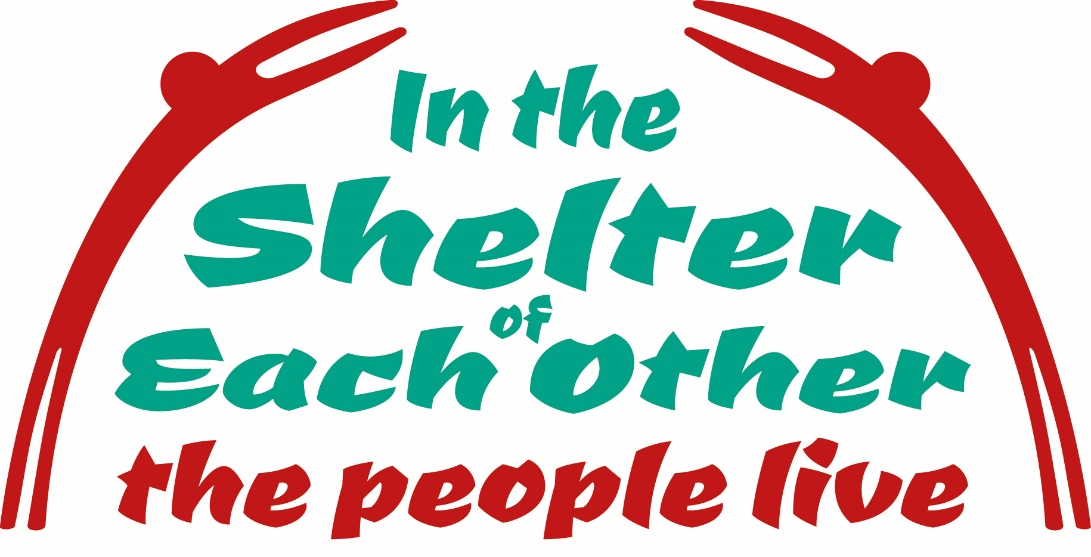 In the
Shelter
of
Each Other
the people live